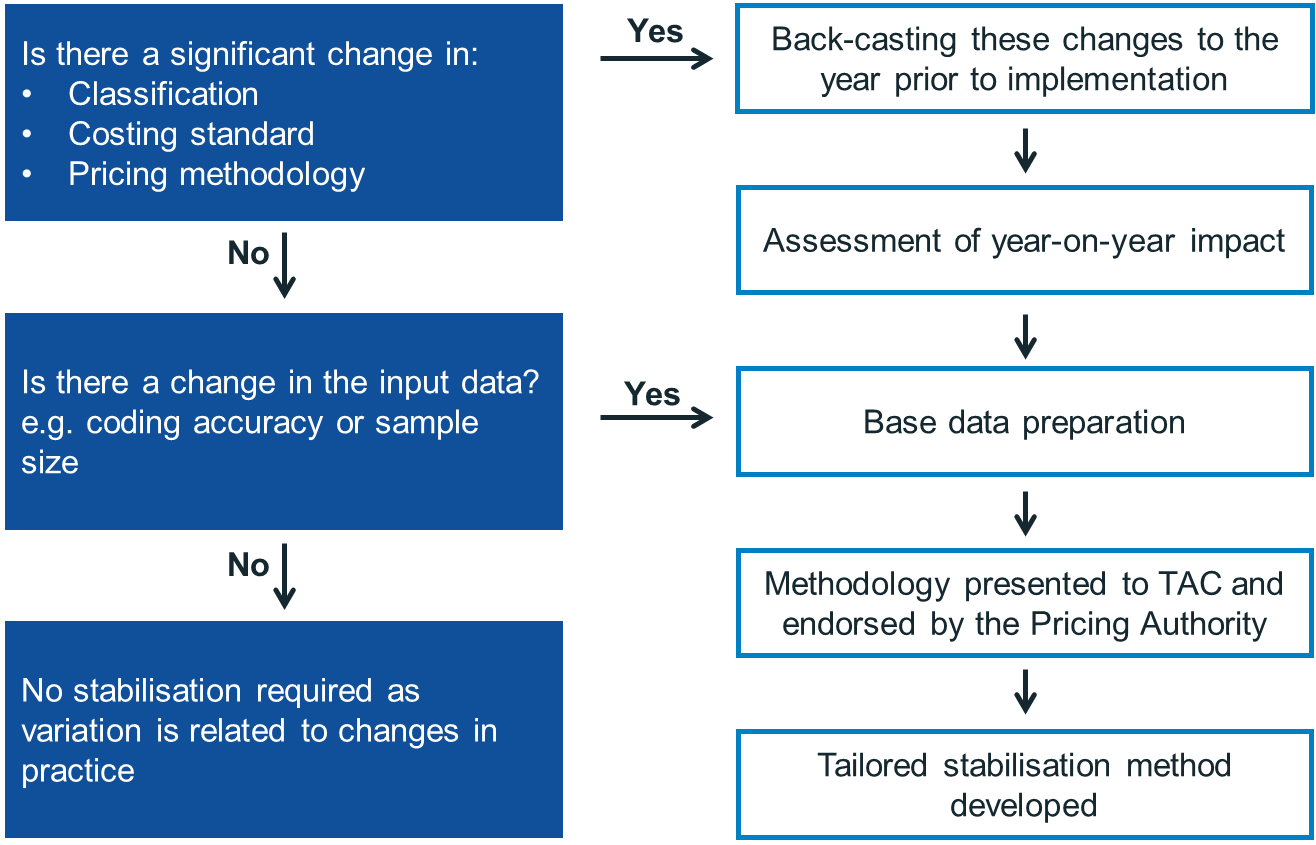 Is there a significant change in:
• Classification
• Costing standard
• Pricing methodology
Yes
Back-casting these changes to the
year prior to implementation
Assessment of year-on-year impact
No
Is there a change in the input data?
e.g. coding accuracy or sample
size
Yes
Base data preparation
Methodology presented to TAC and
endorsed by the Pricing Authority
No
No stabilisation required as
variation is related to changes in
practice
Tailored stabilisation method
developed